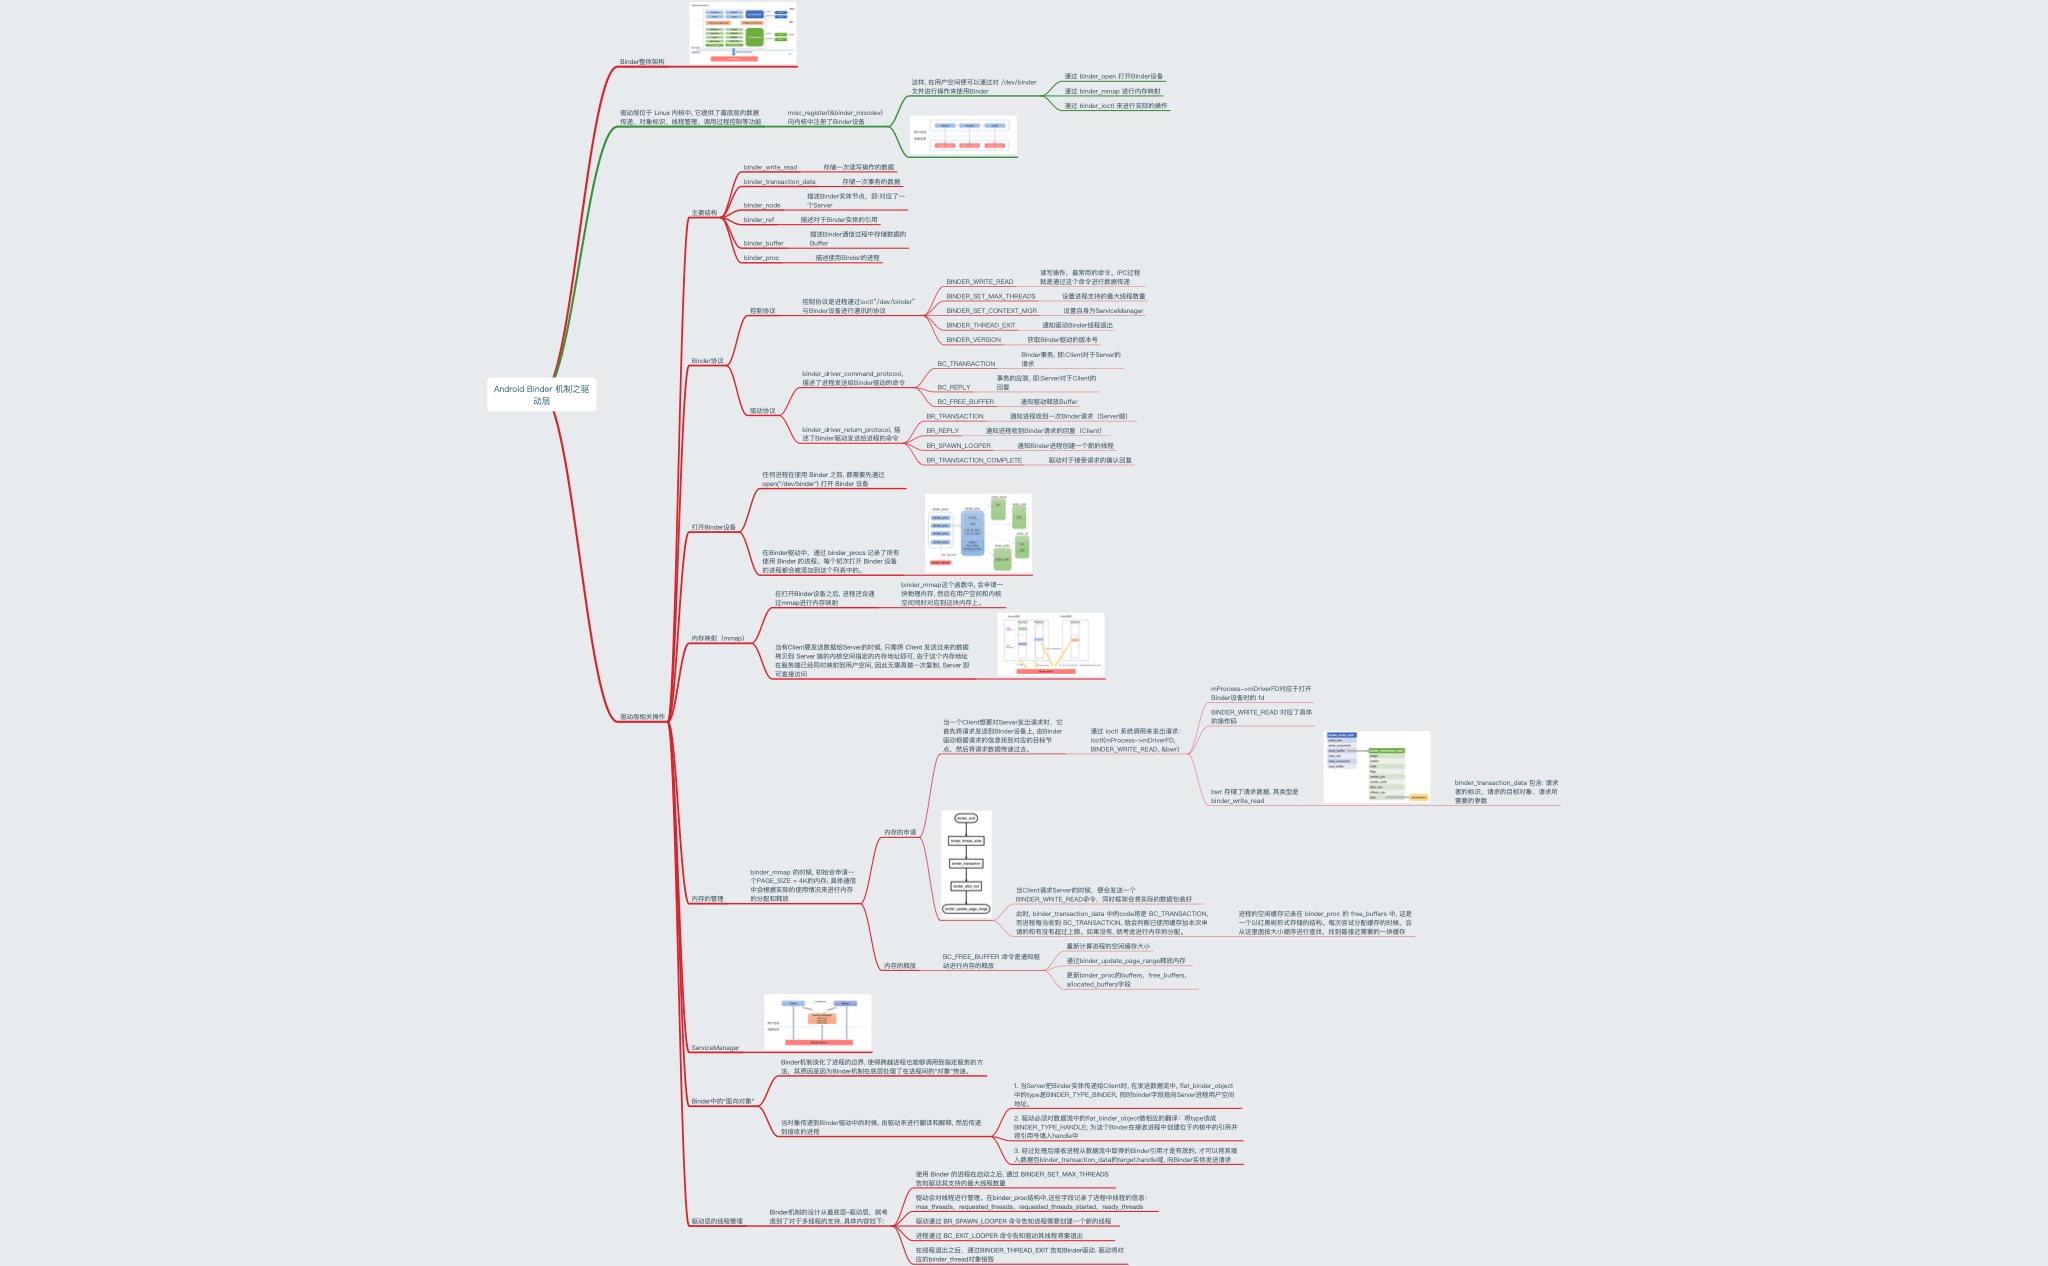 Android Binder 机制之驱
动层
Binder整体架构
驱动层位于 Linux 内核中, 它提供了最底层的数据
传递、对象标识、线程管理、调用过程控制等功能
misc_register(&binder_miscdev)
向内核中注册了Binder设备
这样, 在用户空间便可以通过对 /dev/binder
文件进行操作来使用Binder
通过 binder_open 打开Binder设备
通过 binder_mmap 进行内存映射
通过 binder_ioctl 来进行实际的操作
驱动层相关操作
主要结构
binder_write_read
存储一次读写操作的数据
binder_transaction_data
存储一次事务的数据
binder_node
描述Binder实体节点，即:对应了一
个Server
binder_ref
描述对于Binder实体的引用
binder_buffer
描述Binder通信过程中存储数据的
Buffer
binder_proc
描述使用Binder的进程
Binder协议
控制协议
控制协议是进程通过ioctl"/dev/binder"
与Binder设备进行通讯的协议
BINDER_WRITE_READ
读写操作，最常用的命令。IPC过程
就是通过这个命令进行数据传递
BINDER_SET_MAX_THREADS
设置进程支持的最大线程数量
BINDER_SET_CONTEXT_MGR
设置自身为ServiceManager
BINDER_THREAD_EXIT
通知驱动Binder线程退出
BINDER_VERSION
获取Binder驱动的版本号
驱动协议
binder_driver_command_protocol,
描述了进程发送给Binder驱动的命令
BC_TRANSACTION
Binder事务, 即:Client对于Server的
请求
BC_REPLY
事务的应答, 即:Server对于Client的
回复
BC_FREE_BUFFER
通知驱动释放Buffer
binder_driver_return_protocol, 描
述了Binder驱动发送给进程的命令
BR_TRANSACTION
通知进程收到一次Binder请求（Server端）
BR_REPLY
通知进程收到Binder请求的回复（Client）
BR_SPAWN_LOOPER
通知Binder进程创建一个新的线程
BR_TRANSACTION_COMPLETE
驱动对于接受请求的确认回复
打开Binder设备
任何进程在使用 Binder 之前, 都需要先通过
open("/dev/binder") 打开 Binder 设备
在Binder驱动中，通过 binder_procs 记录了所有
使用 Binder 的进程。每个初次打开 Binder 设备
的进程都会被添加到这个列表中的。
内存映射（mmap）
在打开Binder设备之后, 进程还会通
过mmap进行内存映射
binder_mmap这个函数中, 会申请一
块物理内存, 然后在用户空间和内核
空间同时对应到这块内存上。
当有Client要发送数据给Server的时候, 只需将 Client 发送过来的数据
拷贝到 Server 端的内核空间指定的内存地址即可, 由于这个内存地址
在服务端已经同时映射到用户空间, 因此无需再做一次复制, Server 即
可直接访问
内存的管理
binder_mmap 的时候, 初始会申请一
个PAGE_SIZE = 4K的内存; 具体通信
中会根据实际的使用情况来进行内存
的分配和释放
内存的申请
当一个Client想要对Server发出请求时，它
首先将请求发送到Binder设备上, 由Binder
驱动根据请求的信息找到对应的目标节
点，然后将请求数据传递过去。
通过 ioctl 系统调用来发出请求:
ioctl(mProcess->mDriverFD,
BINDER_WRITE_READ, &bwr)
mProcess->mDriverFD对应于打开
Binder设备时的 fd
BINDER_WRITE_READ 对应了具体
的操作码
bwr 存储了请求数据, 其类型是
binder_write_read
binder_transaction_data 包含: 请求
者的标识、请求的目标对象、请求所
需要的参数
binder_ioctl
binder_thread_write
binder_transaction
binder_alloc_buf
binder_update_page_range
当Client请求Server的时候，便会发送一个
BINDER_WRITE_READ命令，同时框架会将实际的数据包装好
此时, binder_transaction_data 中的code将是 BC_TRANSACTION,
而进程每当收到 BC_TRANSACTION, 就会判断已使用缓存加本次申
请的和有没有超过上限。如果没有, 就考虑进行内存的分配。
进程的空闲缓存记录在 binder_proc 的 free_buffers 中, 这是
一个以红黑树形式存储的结构。每次尝试分配缓存的时候，会
从这里面按大小顺序进行查找，找到最接近需要的一块缓存
内存的释放
BC_FREE_BUFFER 命令是通知驱
动进行内存的释放
重新计算进程的空闲缓存大小
通过binder_update_page_range释放内存
更新binder_proc的buffers，free_buffers，
allocated_buffers字段
ServiceManager
Binder中的"面向对象"
Binder机制淡化了进程的边界, 使得跨越进程也能够调用到指定服务的方
法，其原因是因为Binder机制在底层处理了在进程间的"对象"传递。
当对象传递到Binder驱动中的时候, 由驱动来进行翻译和解释, 然后传递
到接收的进程
1. 当Server把Binder实体传递给Client时, 在发送数据流中, flat_binder_object
中的type是BINDER_TYPE_BINDER, 同时binder字段指向Server进程用户空间
地址。
2. 驱动必须对数据流中的flat_binder_object做相应的翻译：将type该成
BINDER_TYPE_HANDLE; 为这个Binder在接收进程中创建位于内核中的引用并
将引用号填入handle中
3. 经过处理后接收进程从数据流中取得的Binder引用才是有效的, 才可以将其填
入数据包binder_transaction_data的target.handle域, 向Binder实体发送请求
驱动层的线程管理
Binder机制的设计从最底层–驱动层，就考
虑到了对于多线程的支持, 具体内容如下:
使用 Binder 的进程在启动之后, 通过 BINDER_SET_MAX_THREADS
告知驱动其支持的最大线程数量
驱动会对线程进行管理。在binder_proc结构中,这些字段记录了进程中线程的信息：
max_threads、requested_threads、requested_threads_started、ready_threads
驱动通过 BR_SPAWN_LOOPER 命令告知进程需要创建一个新的线程
进程通过 BC_EXIT_LOOPER 命令告知驱动其线程将要退出
在线程退出之后，通过BINDER_THREAD_EXIT 告知Binder驱动. 驱动将对
应的binder_thread对象销毁